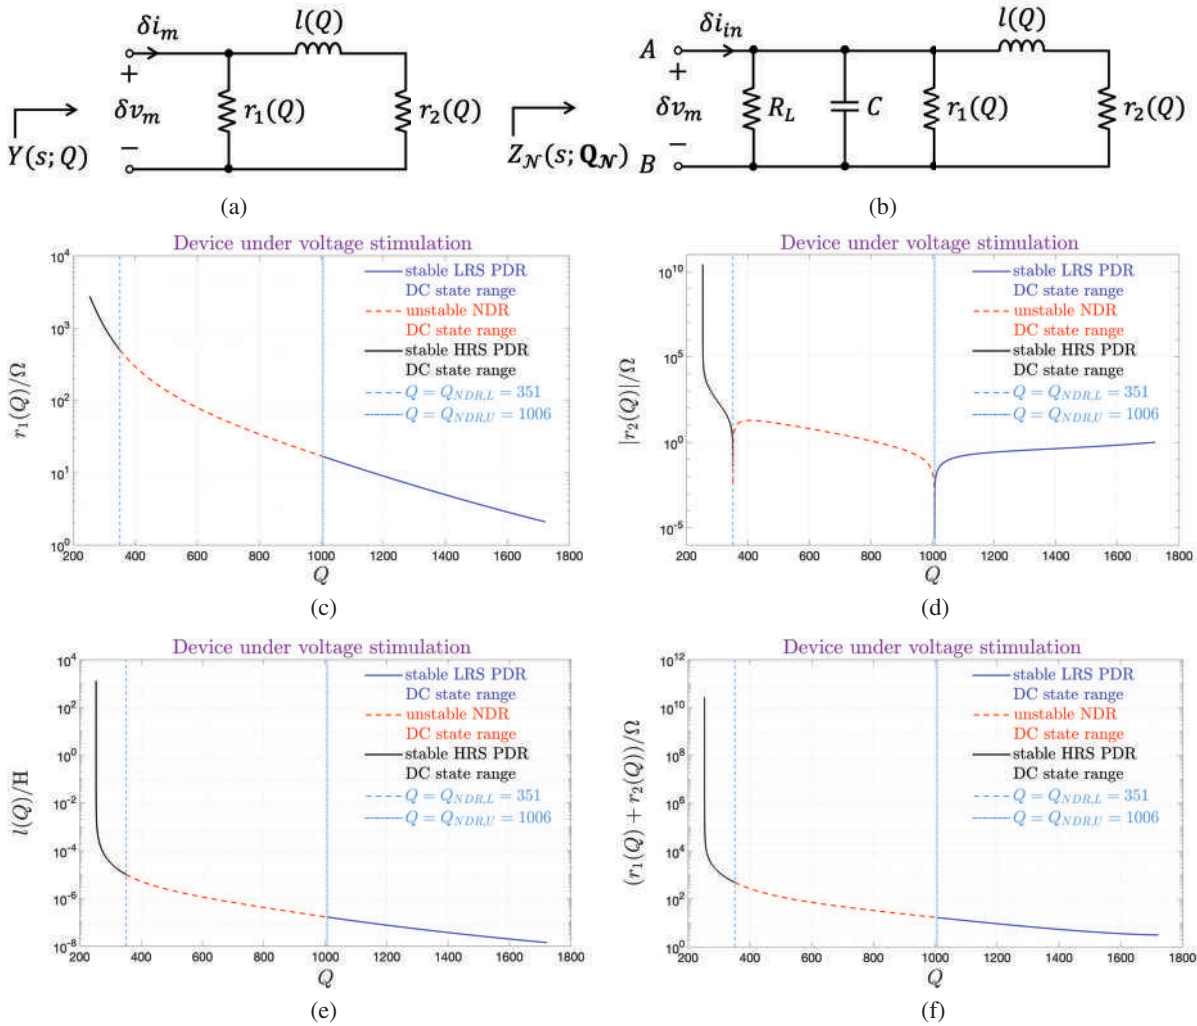 δi_m
l(Q)
+
δv_m
−
r_1(Q)
r_2(Q)
Y(s; Q)
(a)
A
δi_in
l(Q)
+
δv_m
−
R_L
C
r_1(Q)
r_2(Q)
Z_𝒩(s; Q_𝒩)
B
(b)
Device under voltage stimulation
10^4
10^3
10^2
10^1
10^0
r_1(Q)/Ω
stable LRS PDR
DC state range
unstable NDR
DC state range
stable HRS PDR
DC state range
Q = Q_NDR,L = 351
Q = Q_NDR,U = 1006
200 400 600 800 1000 1200 1400 1600 1800
Q
(c)
Device under voltage stimulation
10^10
10^5
10^0
10^-5
|r_2(Q)|/Ω
stable LRS PDR
DC state range
unstable NDR
DC state range
stable HRS PDR
DC state range
Q = Q_NDR,L = 351
Q = Q_NDR,U = 1006
200 400 600 800 1000 1200 1400 1600 1800
Q
(d)
Device under voltage stimulation
10^4
10^2
10^0
10^-2
10^-4
10^-6
10^-8
l(Q)/H
stable LRS PDR
DC state range
unstable NDR
DC state range
stable HRS PDR
DC state range
Q = Q_NDR,L = 351
Q = Q_NDR,U = 1006
200 400 600 800 1000 1200 1400 1600 1800
Q
(e)
Device under voltage stimulation
10^12
10^10
10^8
10^6
10^4
10^2
10^0
(r_1(Q) + r_2(Q))/Ω
stable LRS PDR
DC state range
unstable NDR
DC state range
stable HRS PDR
DC state range
Q = Q_NDR,L = 351
Q = Q_NDR,U = 1006
200 400 600 800 1000 1200 1400 1600 1800
Q
(f)